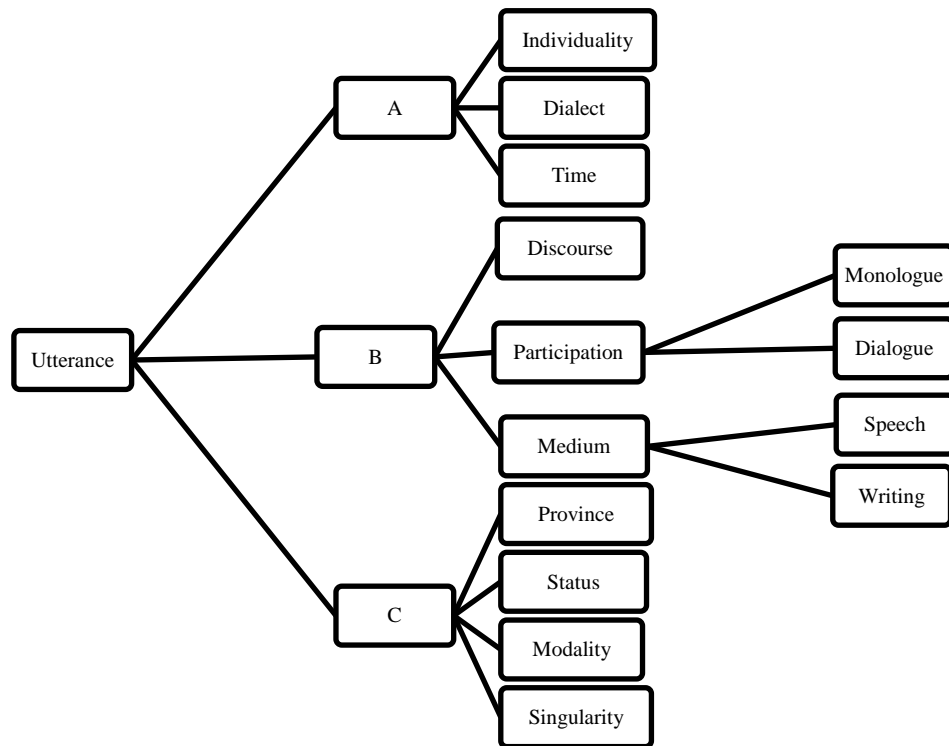 Utterance
A
Individuality
Dialect
Time
B
Discourse
Participation
Monologue
Dialogue
Medium
Speech
Writing
C
Province
Status
Modality
Singularity